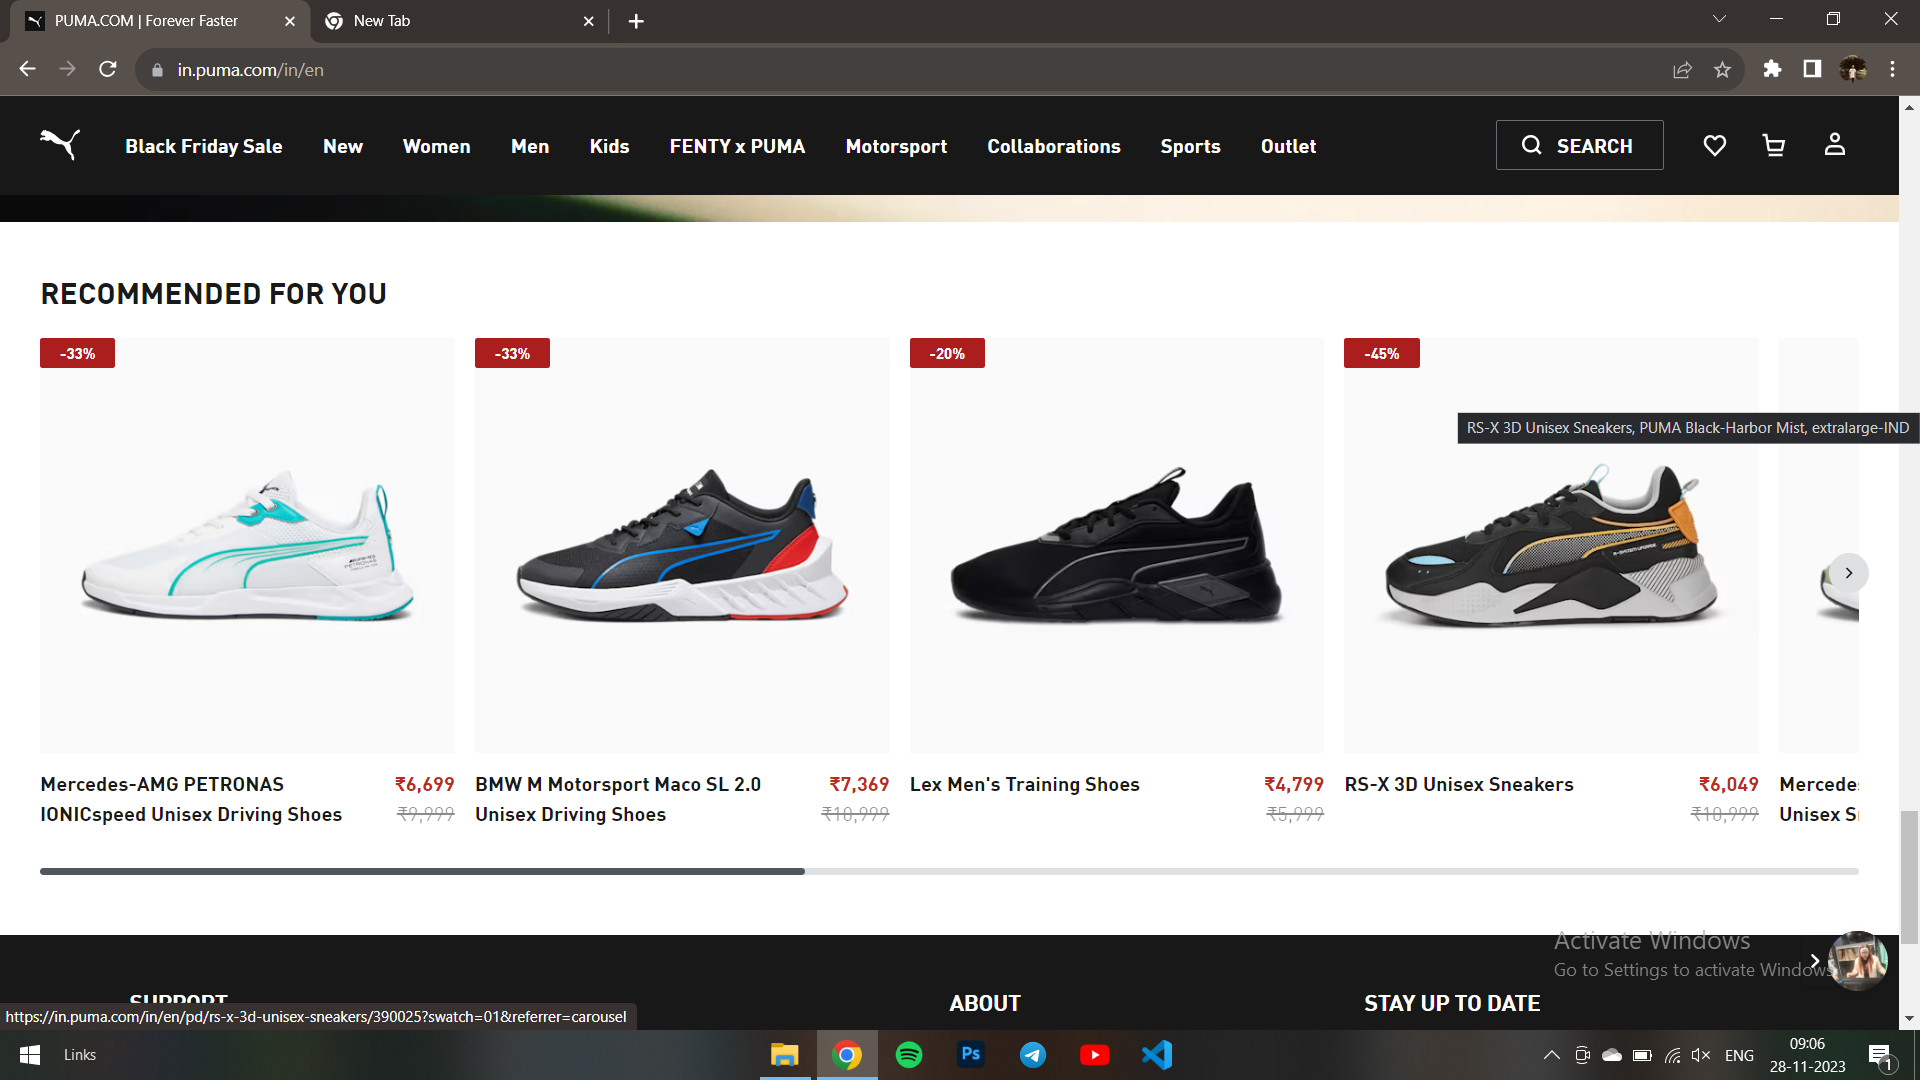 PUMA.COM | Forever Faster
New Tab
in.puma.com/in/en
Black Friday Sale
New
Women
Men
Kids
FENTY x PUMA
Motorsport
Collaborations
Sports
Outlet
SEARCH
RECOMMENDED FOR YOU
-33%
-33%
-20%
-45%
RS-X 3D Unisex Sneakers, PUMA Black-Harbor Mist, extralarge-IND
Mercedes-AMG PETRONAS
IONICspeed Unisex Driving Shoes
₹6,699
₹9,999
BMW M Motorsport Maco SL 2.0
Unisex Driving Shoes
₹7,369
₹10,999
Lex Men's Training Shoes
₹4,799
₹5,999
RS-X 3D Unisex Sneakers
₹6,049
₹10,999
Mercede
Unisex S
Activate Windows
Go to Settings to activate Windows
SUPPORT
ABOUT
STAY UP TO DATE
https://in.puma.com/in/en/pd/rs-x-3d-unisex-sneakers/390025?swatch=01&referrer=carousel
Links
Ps
ENG
09:06
28-11-2023
1